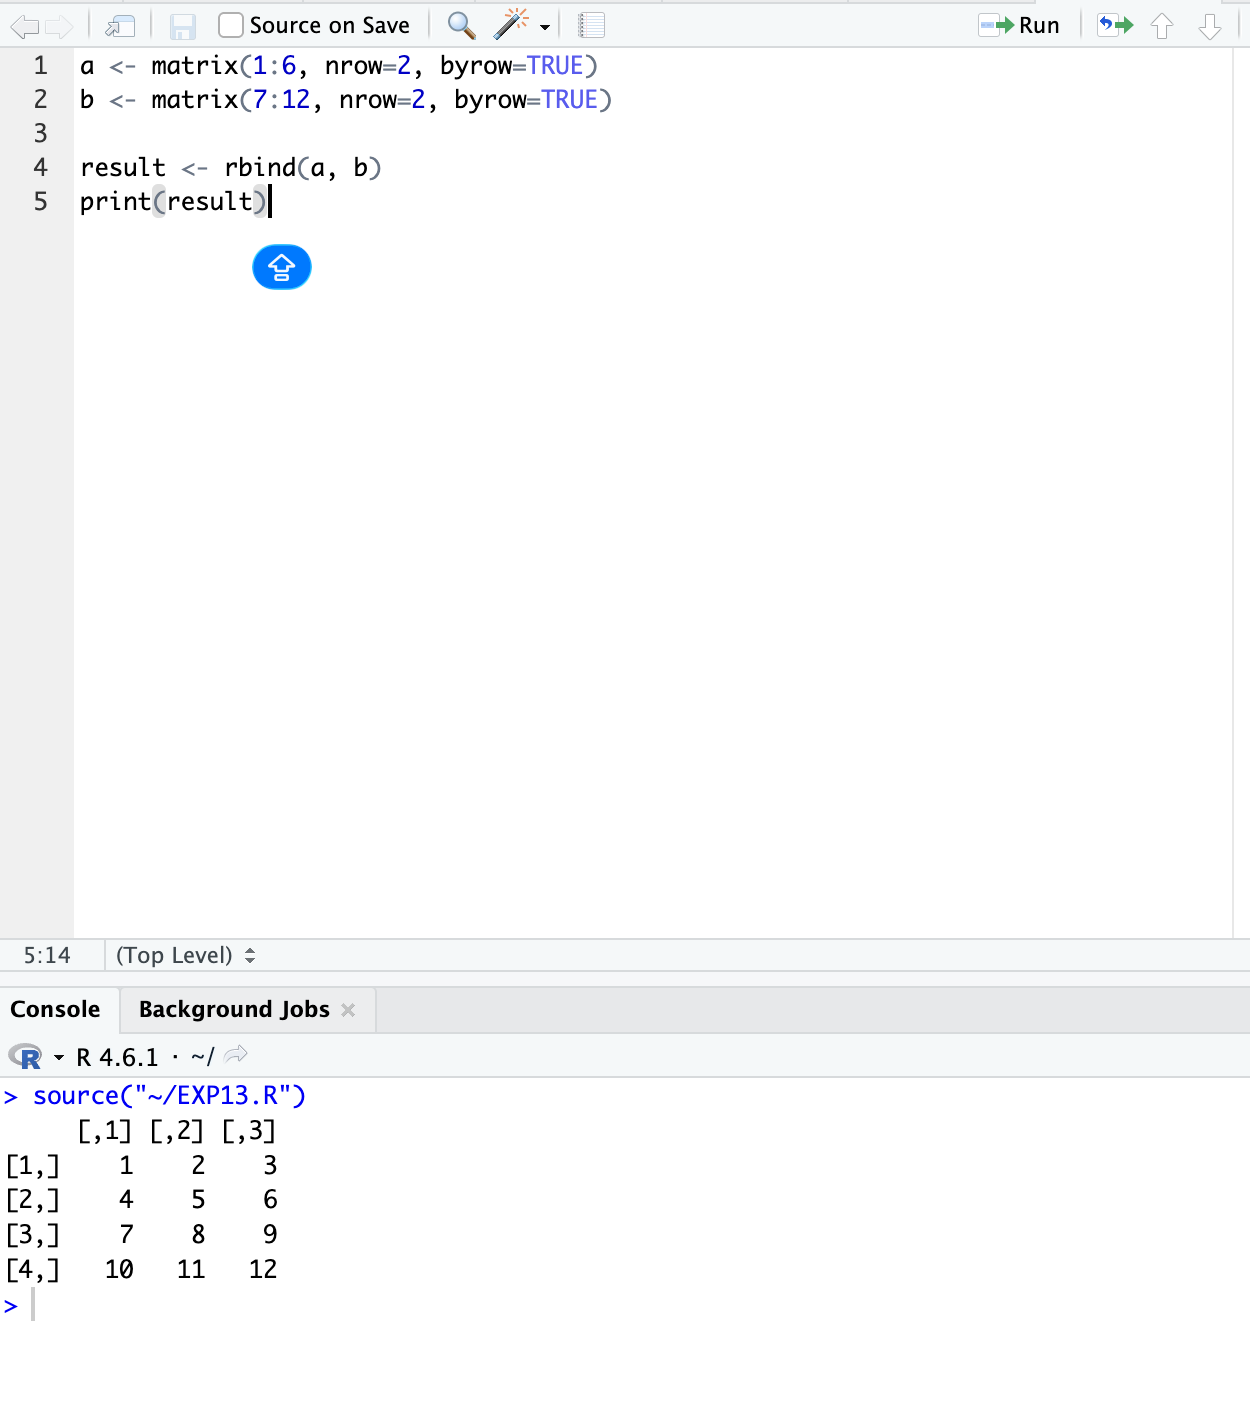 Source on Save Run
1 a <- matrix(1:6, nrow=2, byrow=TRUE)
2 b <- matrix(7:12, nrow=2, byrow=TRUE)
3
4 result <- rbind(a, b)
5 print(result)
5:14 (Top Level)
Console Background Jobs
R R 4.6.1 · ~/
> source("~/EXP13.R")
[,1] [,2] [,3]
[1,] 1 2 3
[2,] 4 5 6
[3,] 7 8 9
[4,] 10 11 12
>